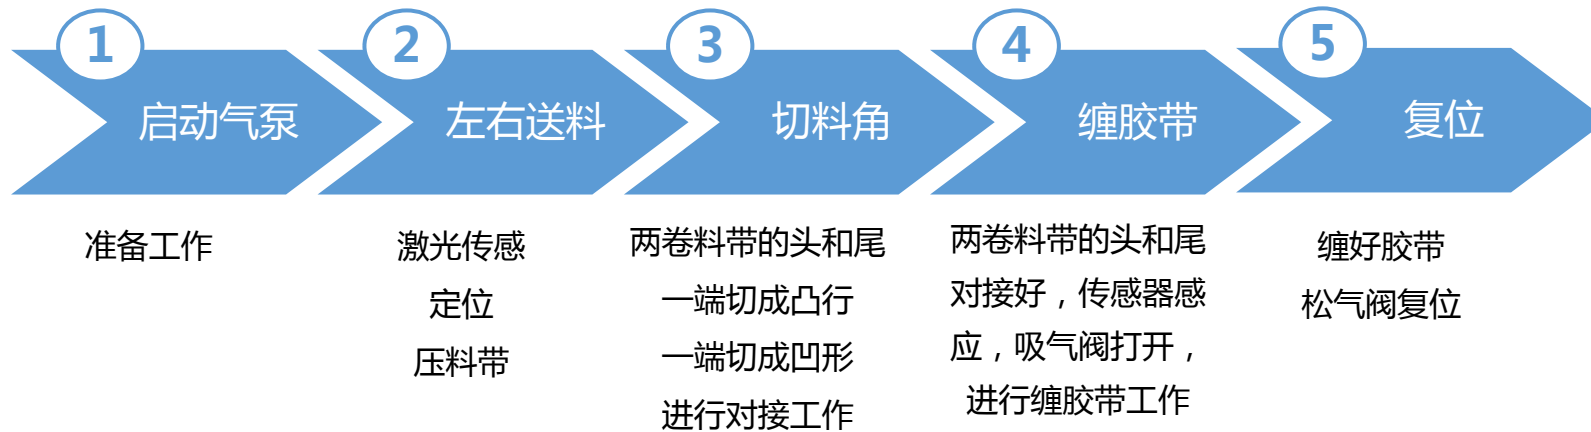 1
启动气泵
准备工作
2
左右送料
激光传感
定位
压料带
3
切料角
两卷料带的头和尾
一端切成凸行
一端切成凹形
进行对接工作
4
缠胶带
两卷料带的头和尾
对接好，传感器感
应，吸气阀打开，
进行缠胶带工作
5
复位
缠好胶带
松气阀复位